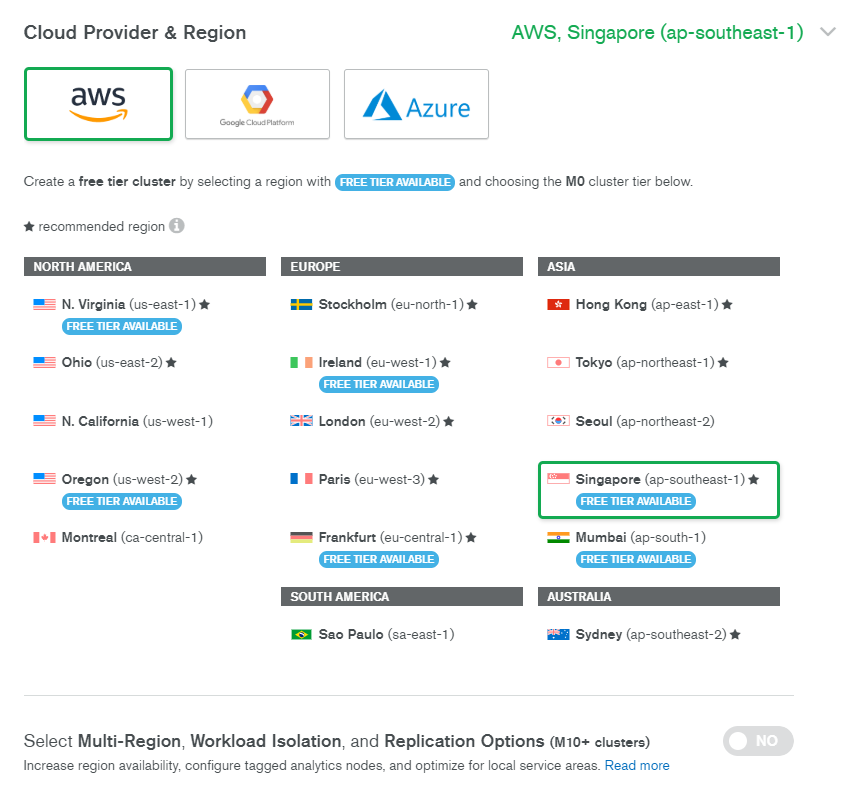 Cloud Provider & Region
AWS, Singapore (ap-southeast-1)
aws
Google Cloud Platform
Azure
Create a free tier cluster by selecting a region with FREE TIER AVAILABLE and choosing the M0 cluster tier below.
★ recommended region i
NORTH AMERICA
N. Virginia (us-east-1) ★
FREE TIER AVAILABLE
Ohio (us-east-2) ★
N. California (us-west-1)
Oregon (us-west-2) ★
FREE TIER AVAILABLE
Montreal (ca-central-1)
EUROPE
Stockholm (eu-north-1) ★
Ireland (eu-west-1) ★
FREE TIER AVAILABLE
London (eu-west-2) ★
Paris (eu-west-3) ★
Frankfurt (eu-central-1) ★
FREE TIER AVAILABLE
SOUTH AMERICA
Sao Paulo (sa-east-1)
ASIA
Hong Kong (ap-east-1) ★
Tokyo (ap-northeast-1) ★
Seoul (ap-northeast-2)
Singapore (ap-southeast-1) ★
FREE TIER AVAILABLE
Mumbai (ap-south-1)
FREE TIER AVAILABLE
AUSTRALIA
Sydney (ap-southeast-2) ★
Select Multi-Region, Workload Isolation, and Replication Options (M10+ clusters)
NO
Increase region availability, configure tagged analytics nodes, and optimize for local service areas. Read more